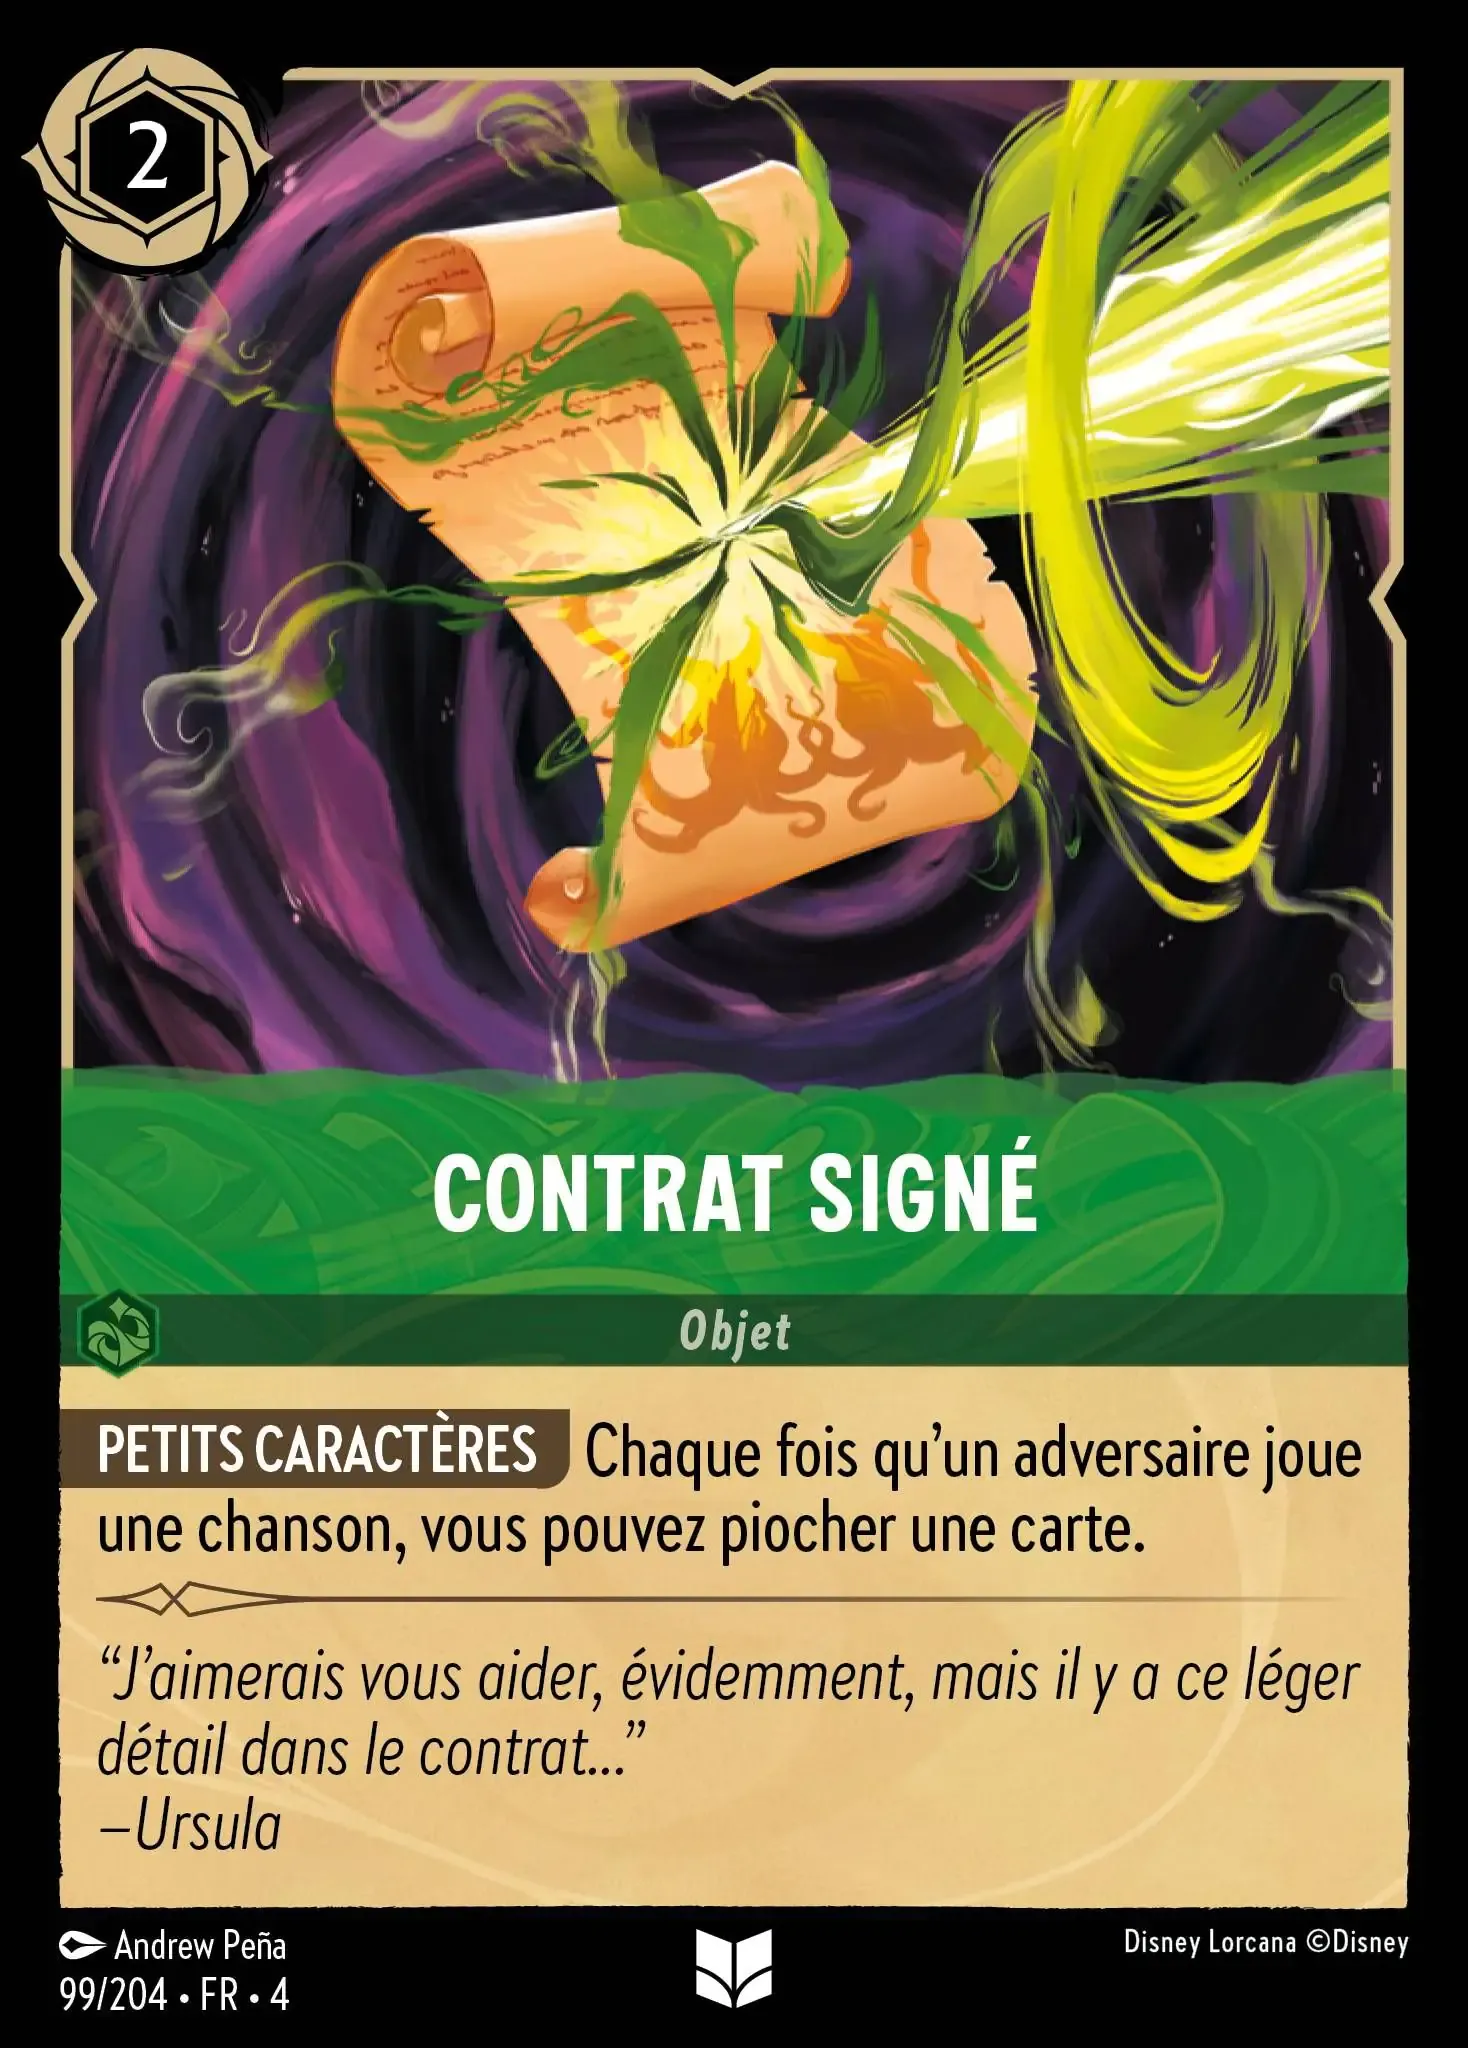 2
CONTRAT SIGNÉ
Objet
PETITS CARACTÈRES Chaque fois qu’un adversaire joue
une chanson, vous pouvez piocher une carte.
“J’aimerais vous aider, évidemment, mais il y a ce léger
détail dans le contrat...”
–Ursula
Andrew Peña
Disney Lorcana ©Disney
99/204 • FR • 4